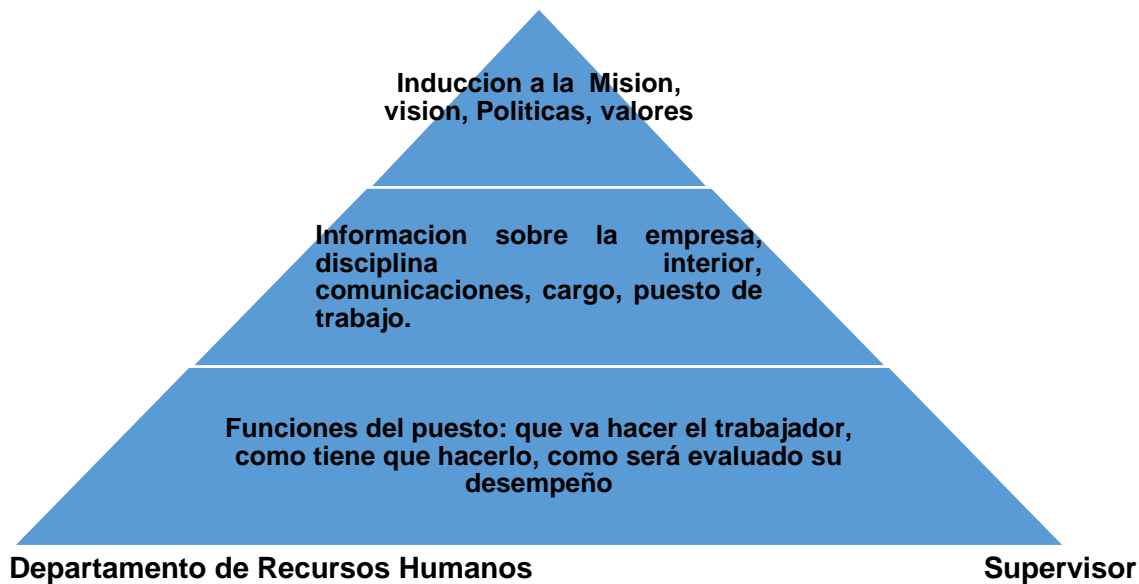 Induccion a la Mision,
vision, Politicas, valores
Informacion sobre la empresa,
disciplina interior,
comunicaciones, cargo, puesto de
trabajo.
Funciones del puesto: que va hacer el trabajador,
como tiene que hacerlo, como será evaluado su
desempeño
Departamento de Recursos Humanos Supervisor